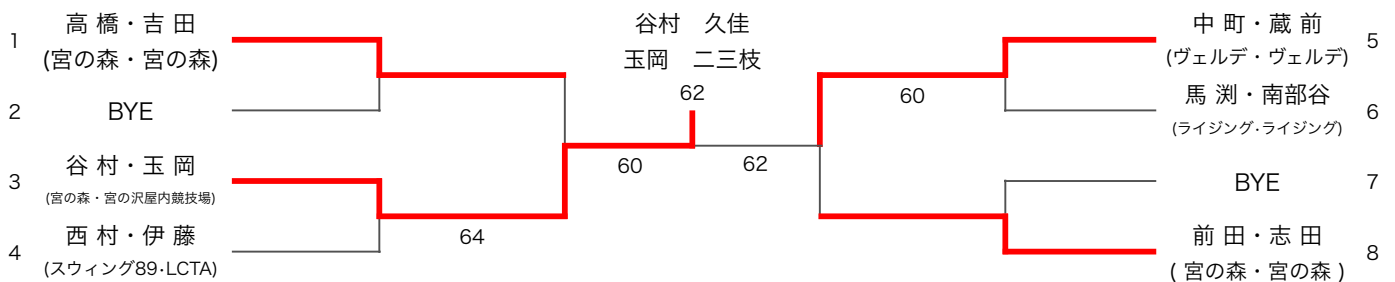 1
高 橋・吉 田
(宮の森・宮の森)
2
BYE
3
谷 村・玉 岡
(宮の森・宮の沢屋内競技場)
4
西 村・伊 藤
(スウィング89·LCTA)
64
60
谷村　久佳
玉岡　二三枝
62
62
60
中 町・蔵 前
(ヴェルデ・ヴェルデ)
5
馬 渕・南部谷
(ライジング·ライジング)
6
BYE
7
前 田・志 田
( 宮の森・宮の森 )
8